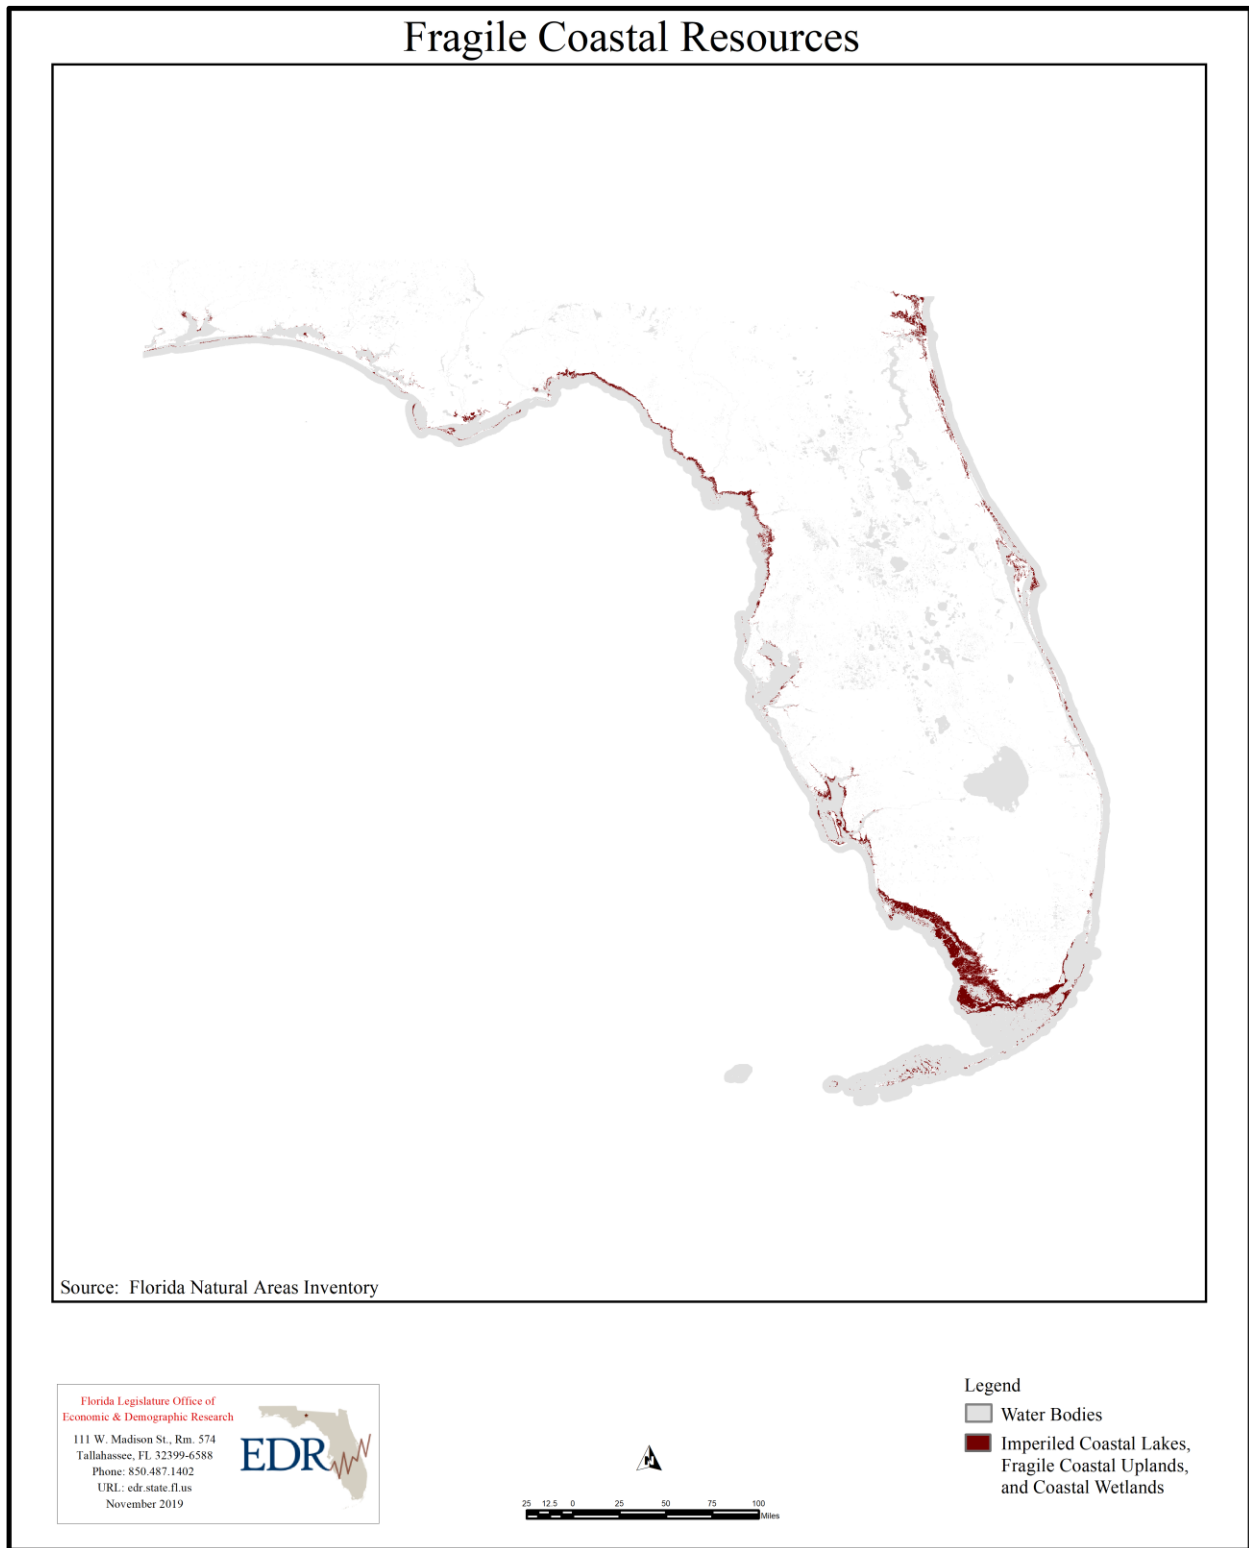 Fragile Coastal Resources
Source: Florida Natural Areas Inventory
Florida Legislature Office of
Economic & Demographic Research
111 W. Madison St., Rm. 574
Tallahassee, FL 32399-6588
Phone: 850.487.1402
URL: edr.state.fl.us
November 2019
EDR
25 12.5 0 25 50 75 100
Miles
Legend
Water Bodies
Imperiled Coastal Lakes,
Fragile Coastal Uplands,
and Coastal Wetlands